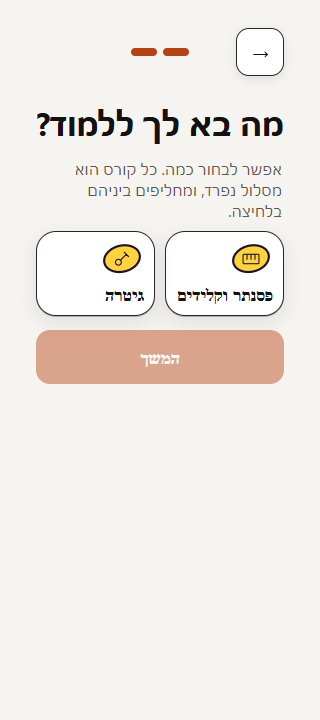 מה בא לך ללמוד?
אפשר לבחור כמה. כל קורס הוא
מסלול נפרד, ומחליפים ביניהם
בלחיצה.
פסנתר וקלידים
גיטרה
המשך